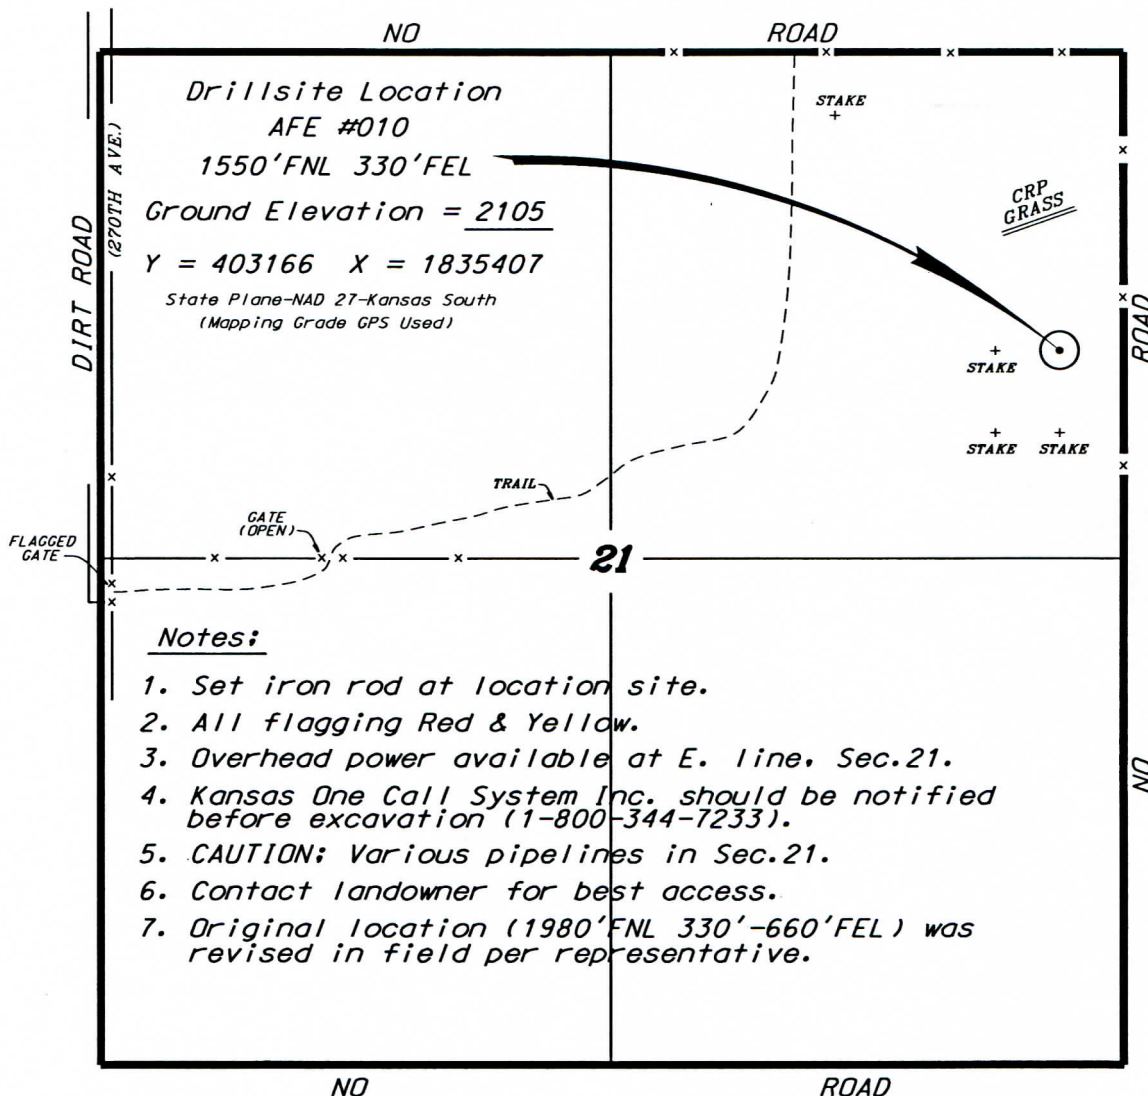 NO ROAD
Drillsite Location
AFE #010
1550'FNL 330'FEL
Ground Elevation = 2105
Y = 403166 X = 1835407
State Plane-NAD 27-Kansas South
(Mapping Grade GPS Used)
DIRT ROAD
(270TH AVE.)
STAKE
CRP
GRASS
STAKE
STAKE STAKE
ROAD
TRAIL
GATE
(OPEN)
FLAGGED
GATE
21
Notes:
1. Set iron rod at location site.
2. All flagging Red & Yellow.
3. Overhead power available at E. line, Sec.21.
4. Kansas One Call System Inc. should be notified
before excavation (1-800-344-7233).
5. CAUTION: Various pipelines in Sec.21.
6. Contact landowner for best access.
7. Original location (1980'FNL 330'-660'FEL) was
revised in field per representative.
NO
NO ROAD